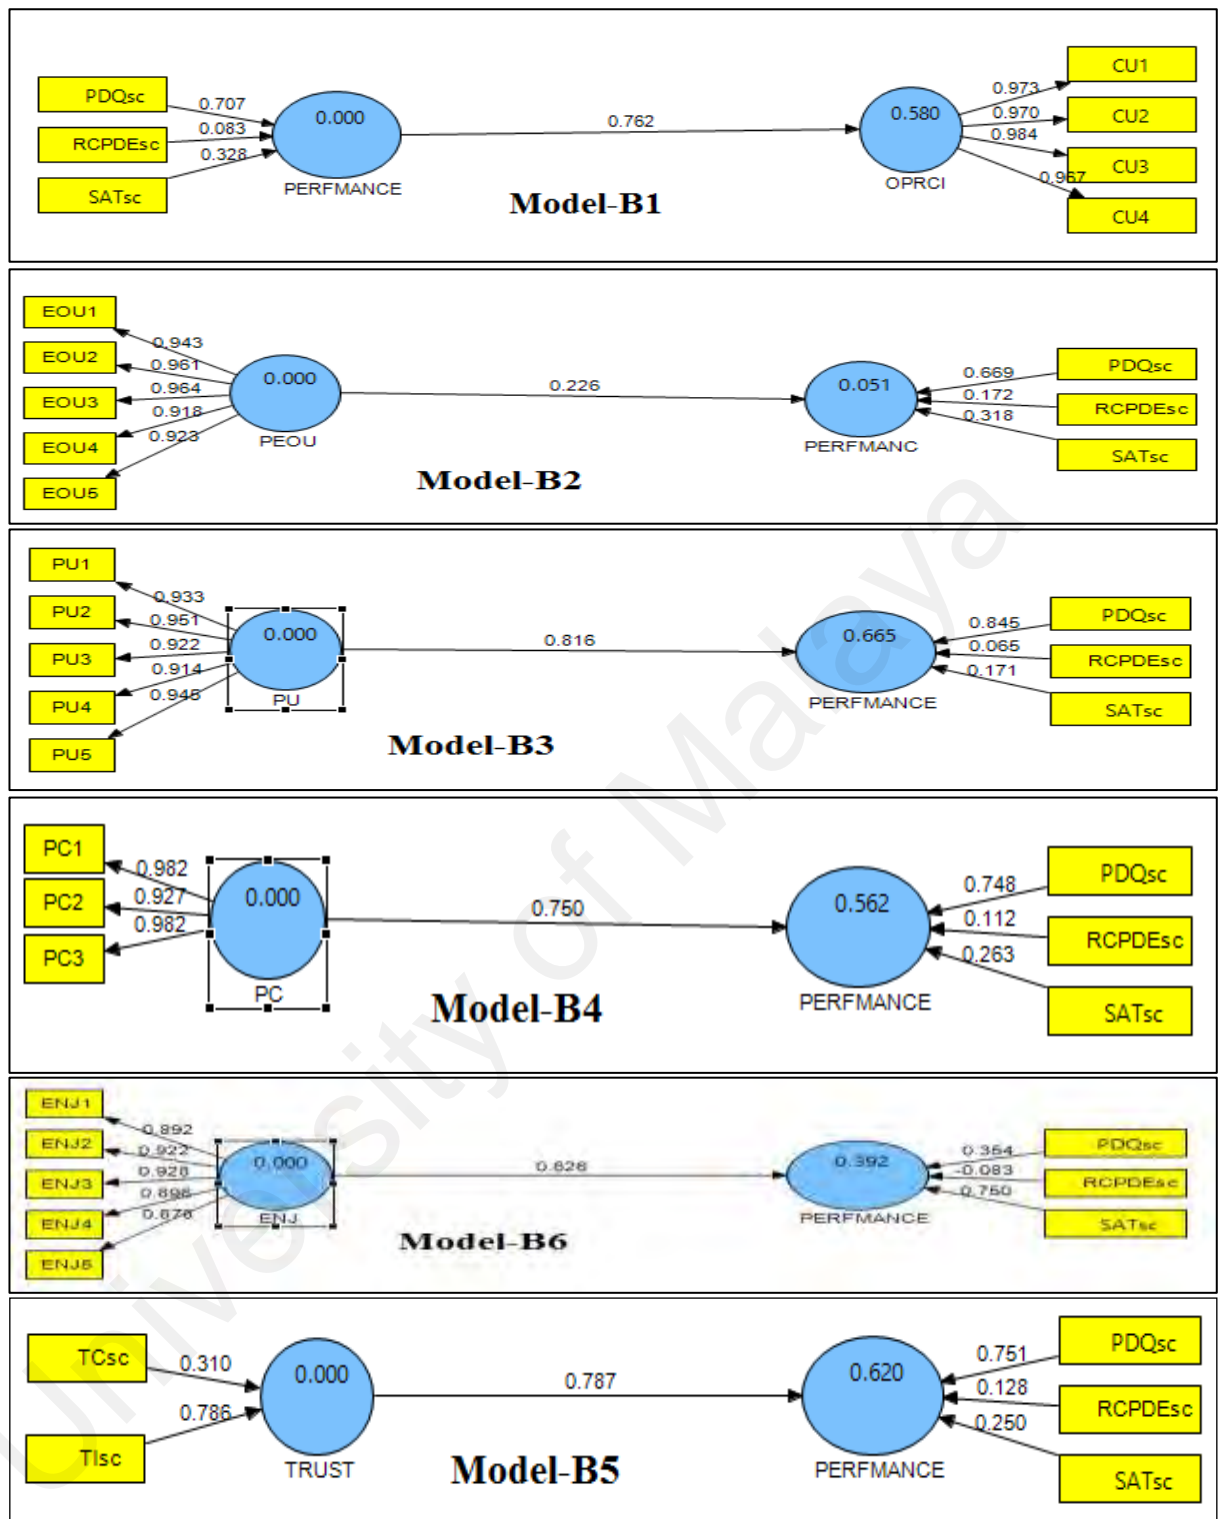 PDQsc
RCPDEsc
SATsc
0.707
0.083
0.328
0.000
PERFMANCE
0.762
0.580
OPRCI
0.973
0.970
0.984
0.967
CU1
CU2
CU3
CU4
Model-B1
EOU1
EOU2
EOU3
EOU4
EOU5
0.943
0.961
0.964
0.918
0.923
0.000
PEOU
0.226
0.051
PERFMANC
0.669
0.172
0.318
PDQsc
RCPDEsc
SATsc
Model-B2
PU1
PU2
PU3
PU4
PU5
0.933
0.951
0.922
0.914
0.945
0.000
PU
0.816
0.665
PERFMANCE
0.845
0.065
0.171
PDQsc
RCPDEsc
SATsc
Model-B3
PC1
PC2
PC3
0.982
0.927
0.982
0.000
PC
0.750
0.562
PERFMANCE
0.748
0.112
0.263
PDQsc
RCPDEsc
SATsc
Model-B4
ENJ1
ENJ2
ENJ3
ENJ4
ENJ5
0.892
0.922
0.928
0.000
ENJ
0.626
0.392
PERFMANCE
-0.083
0.750
PDQsc
RCPDEsc
SATsc
Model-B6
TCsc
TIsc
0.310
0.786
0.000
TRUST
0.787
0.620
PERFMANCE
0.751
0.128
0.250
PDQsc
RCPDEsc
SATsc
Model-B5
University of Malaya